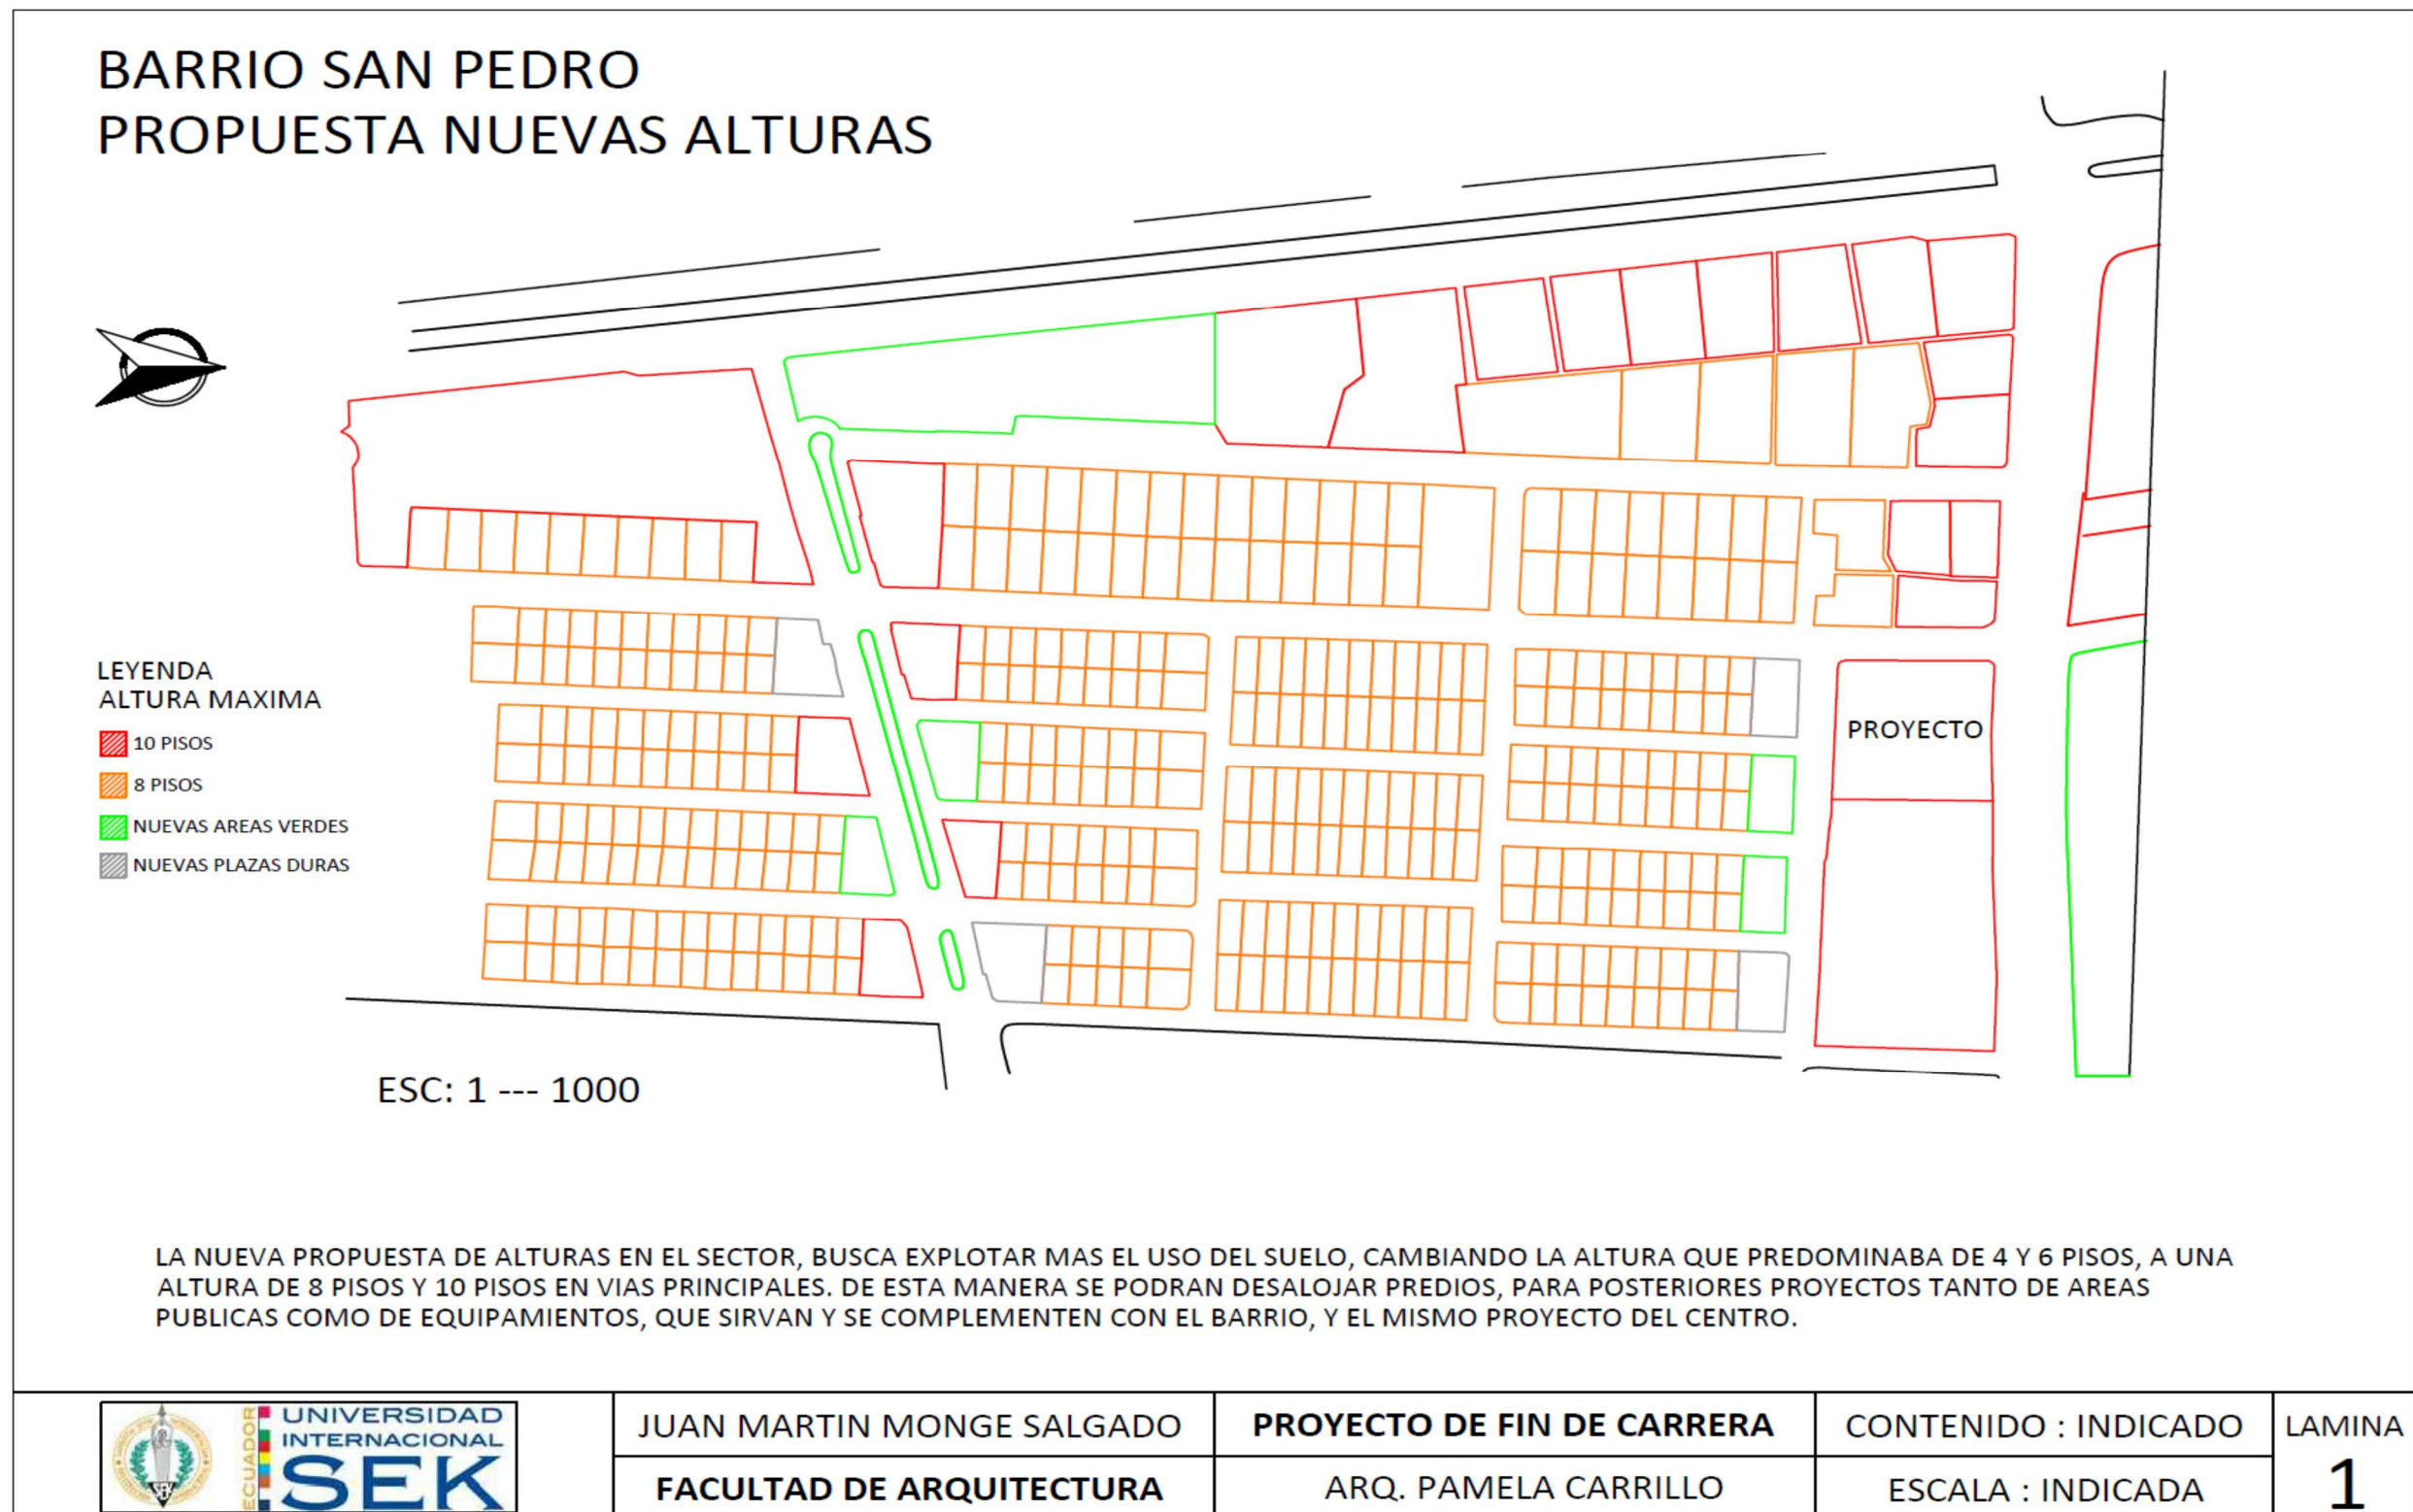 BARRIO SAN PEDRO
PROPUESTA NUEVAS ALTURAS
LEYENDA
ALTURA MAXIMA
10 PISOS
8 PISOS
NUEVAS AREAS VERDES
NUEVAS PLAZAS DURAS
PROYECTO
ESC: 1 --- 1000
LA NUEVA PROPUESTA DE ALTURAS EN EL SECTOR, BUSCA EXPLOTAR MAS EL USO DEL SUELO, CAMBIANDO LA ALTURA QUE PREDOMINABA DE 4 Y 6 PISOS, A UNA
ALTURA DE 8 PISOS Y 10 PISOS EN VIAS PRINCIPALES. DE ESTA MANERA SE PODRAN DESALOJAR PREDIOS, PARA POSTERIORES PROYECTOS TANTO DE AREAS
PUBLICAS COMO DE EQUIPAMIENTOS, QUE SIRVAN Y SE COMPLEMENTEN CON EL BARRIO, Y EL MISMO PROYECTO DEL CENTRO.
ECUADOR
UNIVERSIDAD
INTERNACIONAL
SEK
JUAN MARTIN MONGE SALGADO
FACULTAD DE ARQUITECTURA
PROYECTO DE FIN DE CARRERA
ARQ. PAMELA CARRILLO
CONTENIDO : INDICADO
ESCALA : INDICADA
LAMINA
1